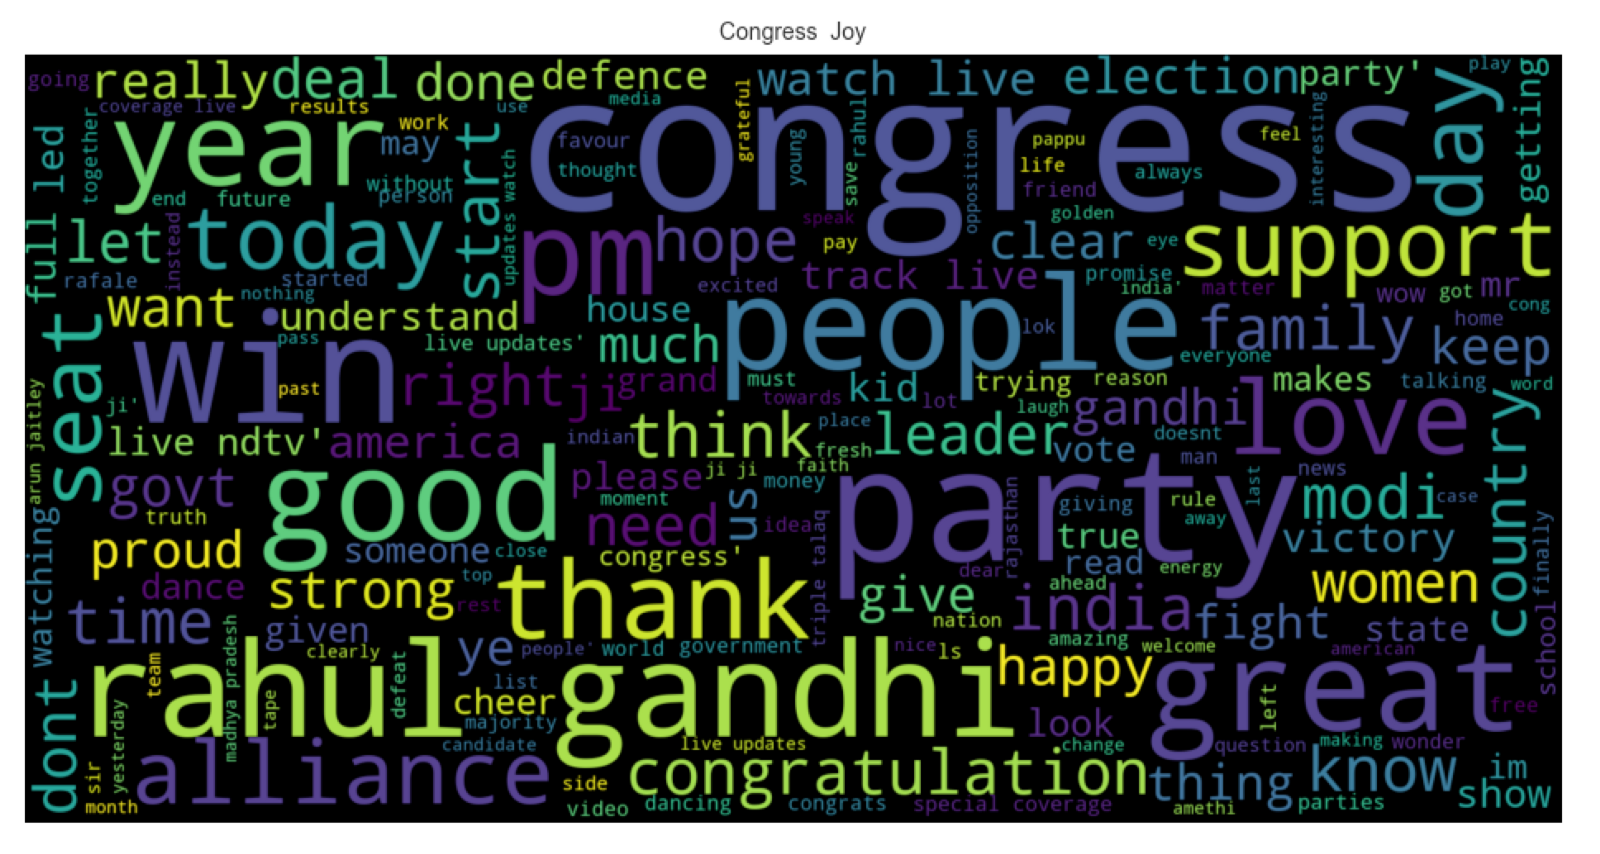 Congress Joy
going really deal done defence watch live election party' play
coverage live results use media grateful
together work favour young rahul pappu feel interesting day getting
full led year may start congress
thought save opposition life always
without person friend
end future updates watch golden
instead let today pm hope speak pay clear eye support
rafale started excited track live promise india' matter wow got mr
want nothing understand house lok family home cong
win pass live updates' much people everyone keep
seat past right ji grand must kid trying reason makes talking word
towards lot laugh gandhi love
arun jaitley ji' live ndtv' america indian think place fresh leader vote doesnt country
govt good please ji ji faith man news
truth moment money us party giving rule last modi case
need idea rajasthan true away victory
watching proud someone close congress' read energy finally
dance strong top thank triple talaq dear ahead women
rest give nation india fight state
time given ye people' world government amazing welcome american school
madhya pradesh clearly nice ls
team rahul gandhi happy great
dont tape defeat list cheer left free
majority look
yesterday alliance candidate live updates change question making wonder
sir side congratulation thing know im
month video dancing congrats special coverage amethi parties show